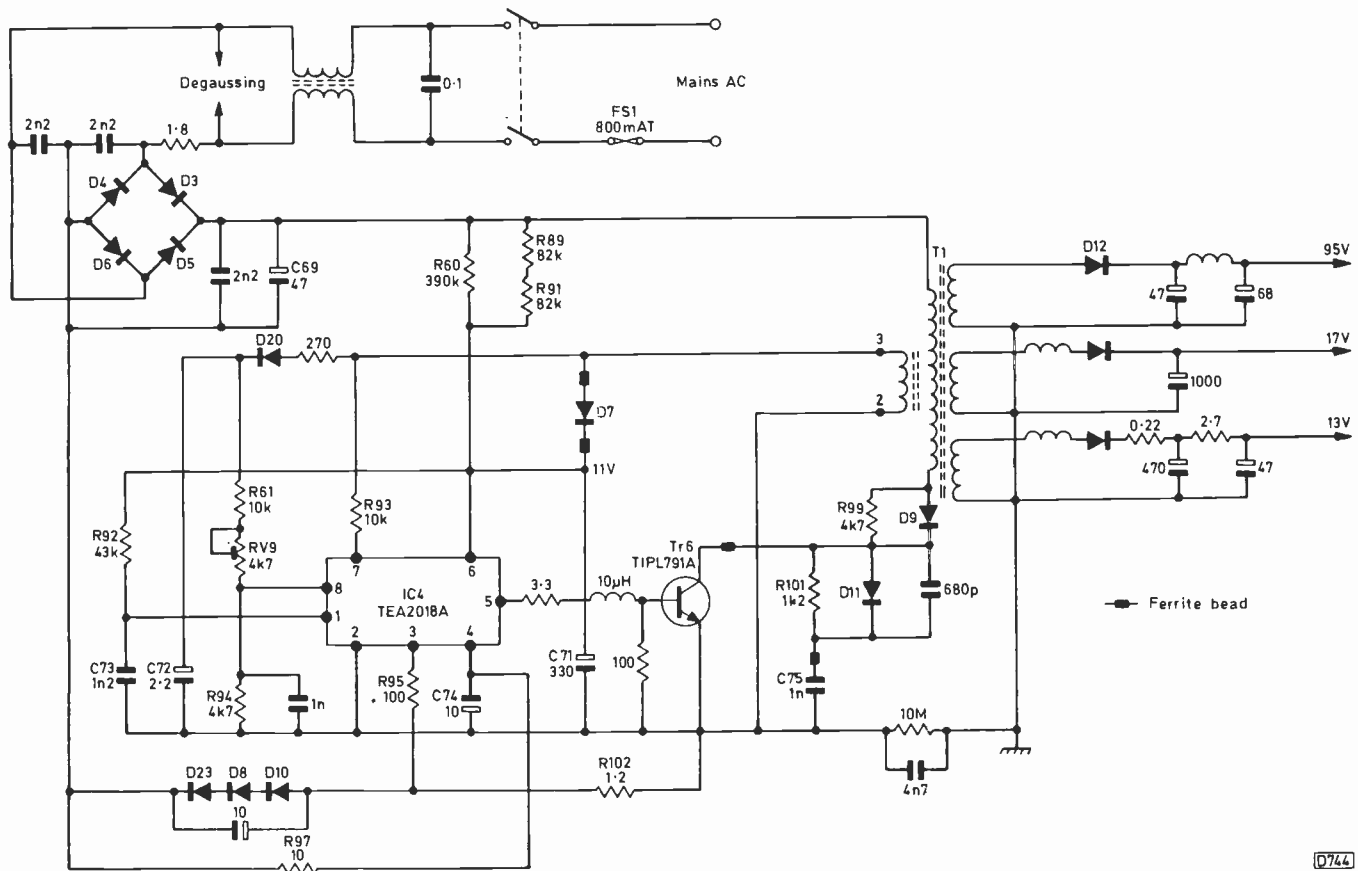 Degaussing
0·1
Mains AC
FS1
800mAT
2n2
2n2
1·8
D4
D3
D6
D5
2n2
C69
47
R60
390k
R89
82k
R91
82k
T1
D12
95V
47
68
17V
1000
0·22
2·7
13V
470
47
D20
270
3
2
D7
11V
R61
10k
RV9
4k7
R93
10k
R92
43k
7
6
8
1
IC4
TEA2018A
5
2
3
4
3·3
10µH
Tr6
TIPL791A
R99
4k7
D9
R101
1k2
D11
680p
Ferrite bead
C73
1n2
C72
2·2
R94
4k7
1n
R95
100
C74
10
C71
330
100
C75
1n
10M
4n7
D23
D8
D10
10
R102
1·2
R97
10
D744